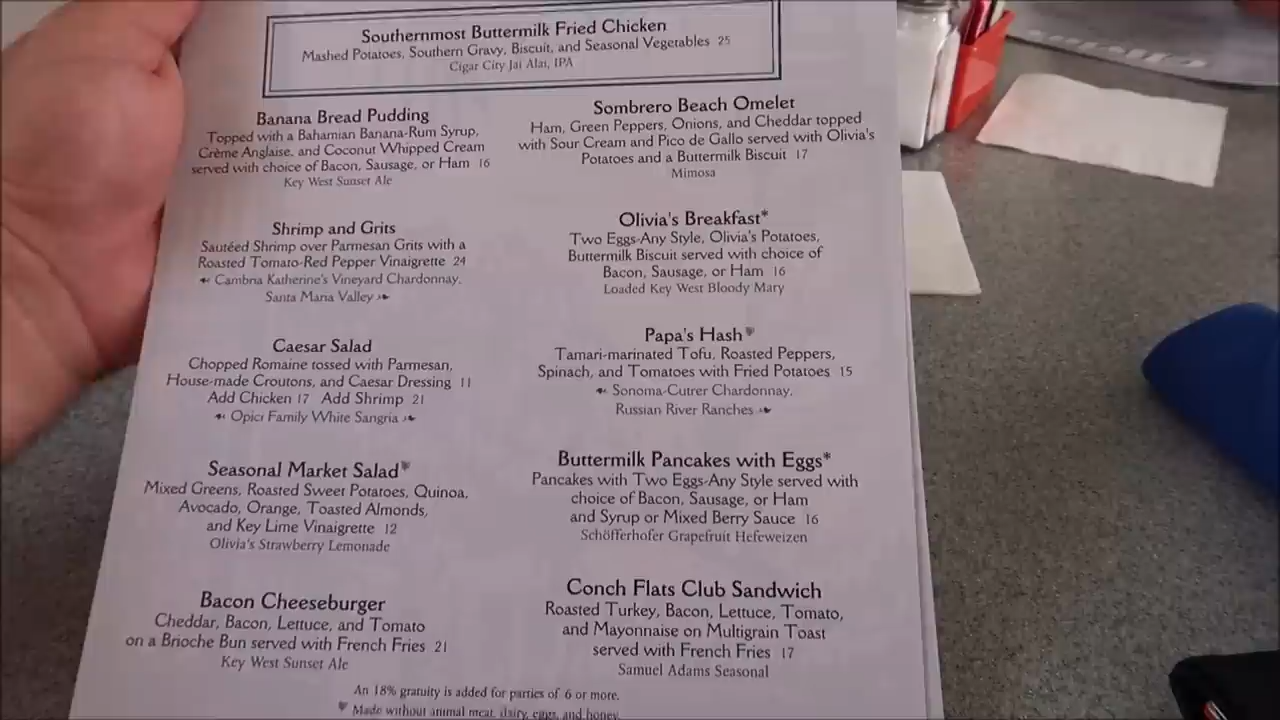 Southernmost Buttermilk Fried Chicken
Mashed Potatoes, Southern Gravy, Biscuit, and Seasonal Vegetables 25
Cigar City Jai Alai, IPA
Banana Bread Pudding
Topped with a Bahamian Banana-Rum Syrup,
Crème Anglaise, and Coconut Whipped Cream
served with choice of Bacon, Sausage, or Ham 16
Key West Sunset Ale
Shrimp and Grits
Sautéed Shrimp over Parmesan Grits with a
Roasted Tomato-Red Pepper Vinaigrette 24
Cambria Katherine's Vineyard Chardonnay,
Santa Maria Valley
Caesar Salad
Chopped Romaine tossed with Parmesan,
House-made Croutons, and Caesar Dressing 11
Add Chicken 17 Add Shrimp 21
Opici Family White Sangria
Seasonal Market Salad
Mixed Greens, Roasted Sweet Potatoes, Quinoa,
Avocado, Orange, Toasted Almonds,
and Key Lime Vinaigrette 12
Olivia's Strawberry Lemonade
Bacon Cheeseburger
Cheddar, Bacon, Lettuce, and Tomato
on a Brioche Bun served with French Fries 21
Key West Sunset Ale
Sombrero Beach Omelet
Ham, Green Peppers, Onions, and Cheddar topped
with Sour Cream and Pico de Gallo served with Olivia's
Potatoes and a Buttermilk Biscuit 17
Mimosa
Olivia's Breakfast*
Two Eggs-Any Style, Olivia's Potatoes,
Buttermilk Biscuit served with choice of
Bacon, Sausage, or Ham 16
Loaded Key West Bloody Mary
Papa's Hash
Tamari-marinated Tofu, Roasted Peppers,
Spinach, and Tomatoes with Fried Potatoes 15
Sonoma-Cutrer Chardonnay,
Russian River Ranches
Buttermilk Pancakes with Eggs*
Pancakes with Two Eggs-Any Style served with
choice of Bacon, Sausage, or Ham
and Syrup or Mixed Berry Sauce 16
Schöfferhofer Grapefruit Hefeweizen
Conch Flats Club Sandwich
Roasted Turkey, Bacon, Lettuce, Tomato,
and Mayonnaise on Multigrain Toast
served with French Fries 17
Samuel Adams Seasonal
An 18% gratuity is added for parties of 6 or more.
Made without animal meat, dairy, eggs, and honey.